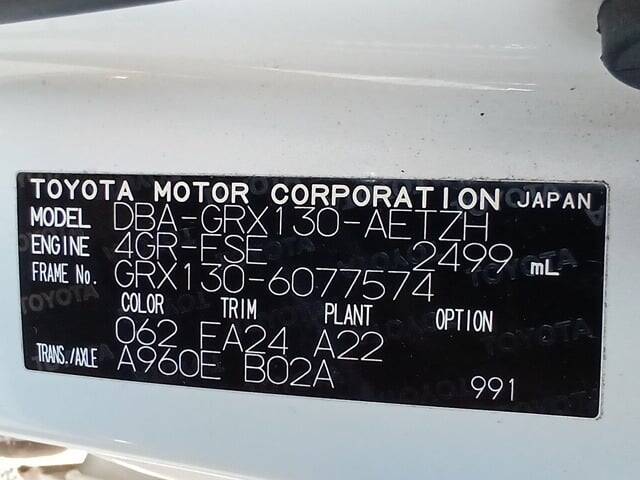 TOYOTA MOTOR CORPORATION JAPAN
MODEL DBA-GRX130-AETZH
ENGINE 4GR-FSE 2499 mL
FRAME No. GRX130-6077574
COLOR TRIM PLANT OPTION
062 FA24 A22
TRANS./AXLE A960E B02A 991